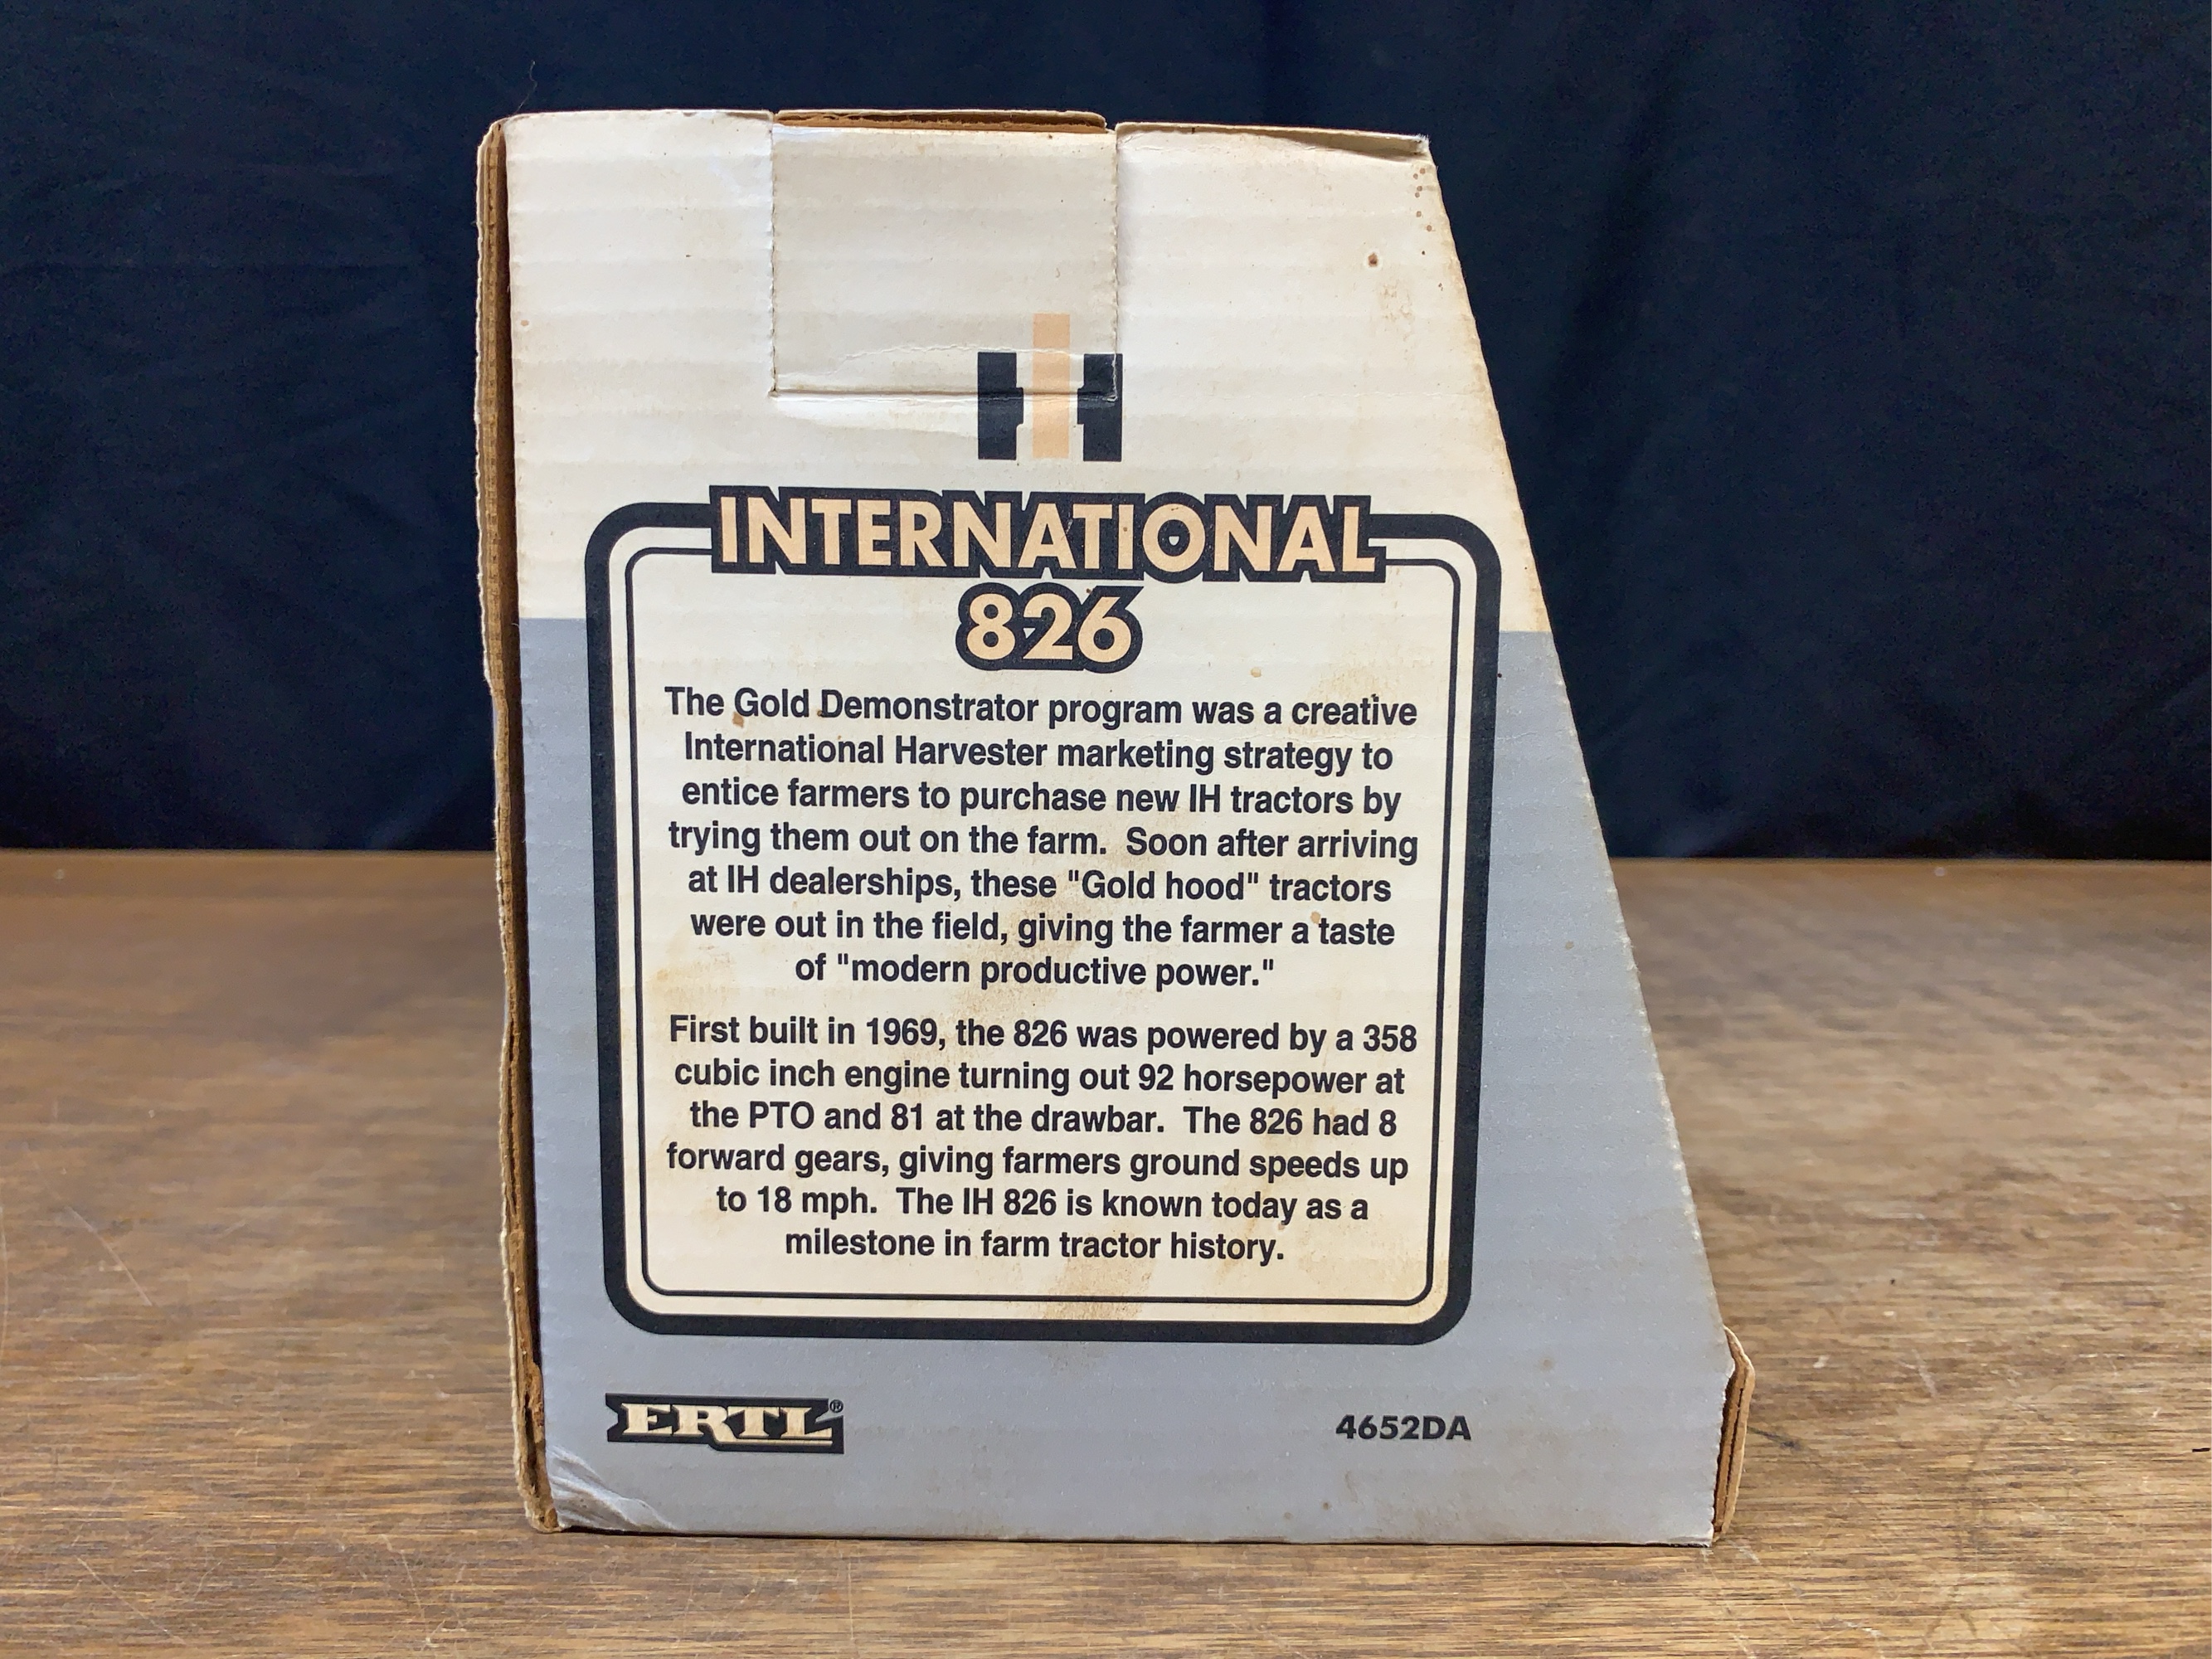 IH
INTERNATIONAL
826
The Gold Demonstrator program was a creative
International Harvester marketing strategy to
entice farmers to purchase new IH tractors by
trying them out on the farm.  Soon after arriving
at IH dealerships, these "Gold hood" tractors
were out in the field, giving the farmer a taste
of "modern productive power."
First built in 1969, the 826 was powered by a 358
cubic inch engine turning out 92 horsepower at
the PTO and 81 at the drawbar.  The 826 had 8
forward gears, giving farmers ground speeds up
to 18 mph.  The IH 826 is known today as a
milestone in farm tractor history.
ERTL®
4652DA